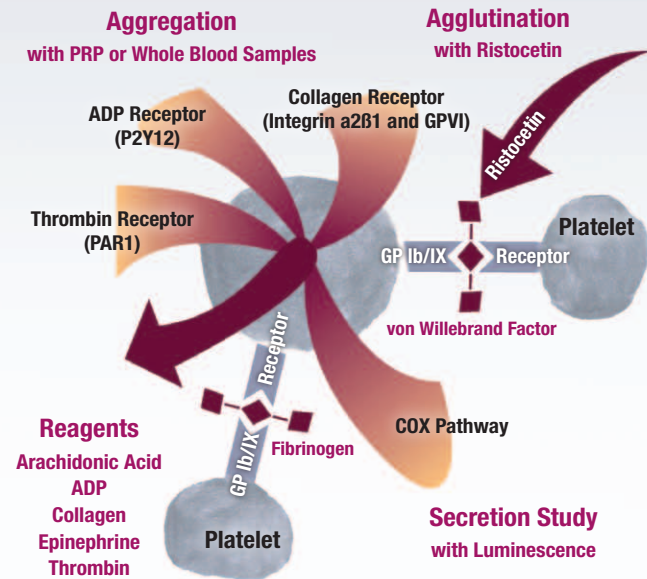 Aggregation
with PRP or Whole Blood Samples
Agglutination
with Ristocetin
ADP Receptor
(P2Y12)
Collagen Receptor
(Integrin a2B1 and GPVI)
Ristocetin
Thrombin Receptor
(PAR1)
Platelet
GP Ib/IX
Receptor
von Willebrand Factor
Receptor
GP Ib/IX
Fibrinogen
COX Pathway
Reagents
Arachidonic Acid
ADP
Collagen
Epinephrine
Thrombin
Platelet
Secretion Study
with Luminescence